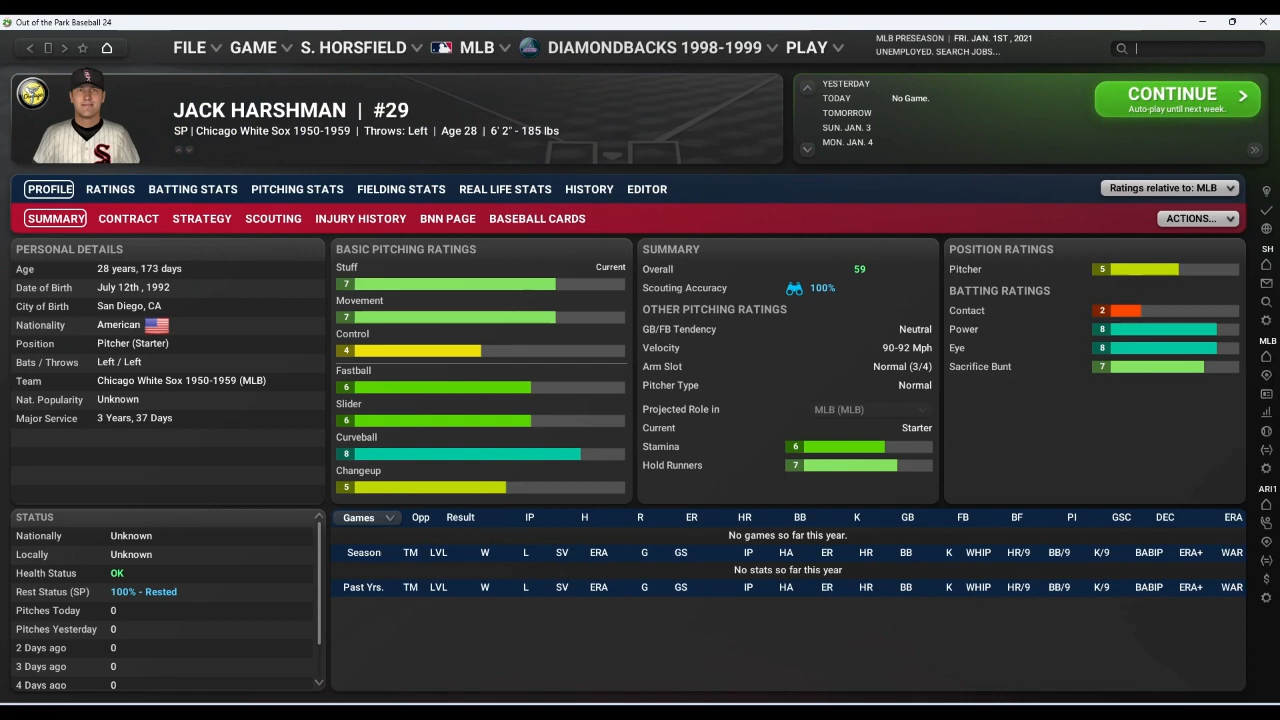 Out of the Park Baseball 24
FILE GAME S. HORSFIELD MLB DIAMONDBACKS 1998-1999 PLAY
MLB PRESEASON | FRI. JAN. 1ST , 2021
UNEMPLOYED. SEARCH JOBS...
JACK HARSHMAN | #29
SP | Chicago White Sox 1950-1959 | Throws: Left | Age 28 | 6' 2" - 185 lbs
YESTERDAY
TODAY No Game.
TOMORROW
SUN. JAN. 3
MON. JAN. 4
CONTINUE
Auto-play until next week.
PROFILE RATINGS BATTING STATS PITCHING STATS FIELDING STATS REAL LIFE STATS HISTORY EDITOR
Ratings relative to: MLB
SUMMARY CONTRACT STRATEGY SCOUTING INJURY HISTORY BNN PAGE BASEBALL CARDS
ACTIONS...
PERSONAL DETAILS
Age 28 years, 173 days
Date of Birth July 12th , 1992
City of Birth San Diego, CA
Nationality American
Position Pitcher (Starter)
Bats / Throws Left / Left
Team Chicago White Sox 1950-1959 (MLB)
Nat. Popularity Unknown
Major Service 3 Years, 37 Days
BASIC PITCHING RATINGS
Stuff Current
7
Movement
7
Control
4
Fastball
6
Slider
6
Curveball
8
Changeup
5
SUMMARY
Overall 59
Scouting Accuracy 100%
OTHER PITCHING RATINGS
GB/FB Tendency Neutral
Velocity 90-92 Mph
Arm Slot Normal (3/4)
Pitcher Type Normal
Projected Role in MLB (MLB)
Current Starter
Stamina 6
Hold Runners 7
POSITION RATINGS
Pitcher 5
BATTING RATINGS
Contact 2
Power 8
Eye 8
Sacrifice Bunt 7
SH
MLB
ARI1
STATUS
Nationally Unknown
Locally Unknown
Health Status OK
Rest Status (SP) 100% - Rested
Pitches Today 0
Pitches Yesterday 0
2 Days ago 0
3 Days ago 0
4 Days ago 0
Games Opp Result IP H R ER HR BB K GB FB BF PI GSC DEC ERA
No games so far this year.
Season TM LVL W L SV ERA G GS IP HA ER HR BB K WHIP HR/9 BB/9 K/9 BABIP ERA+ WAR
No stats so far this year
Past Yrs. TM LVL W L SV ERA G GS IP HA ER HR BB K WHIP HR/9 BB/9 K/9 BABIP ERA+ WAR